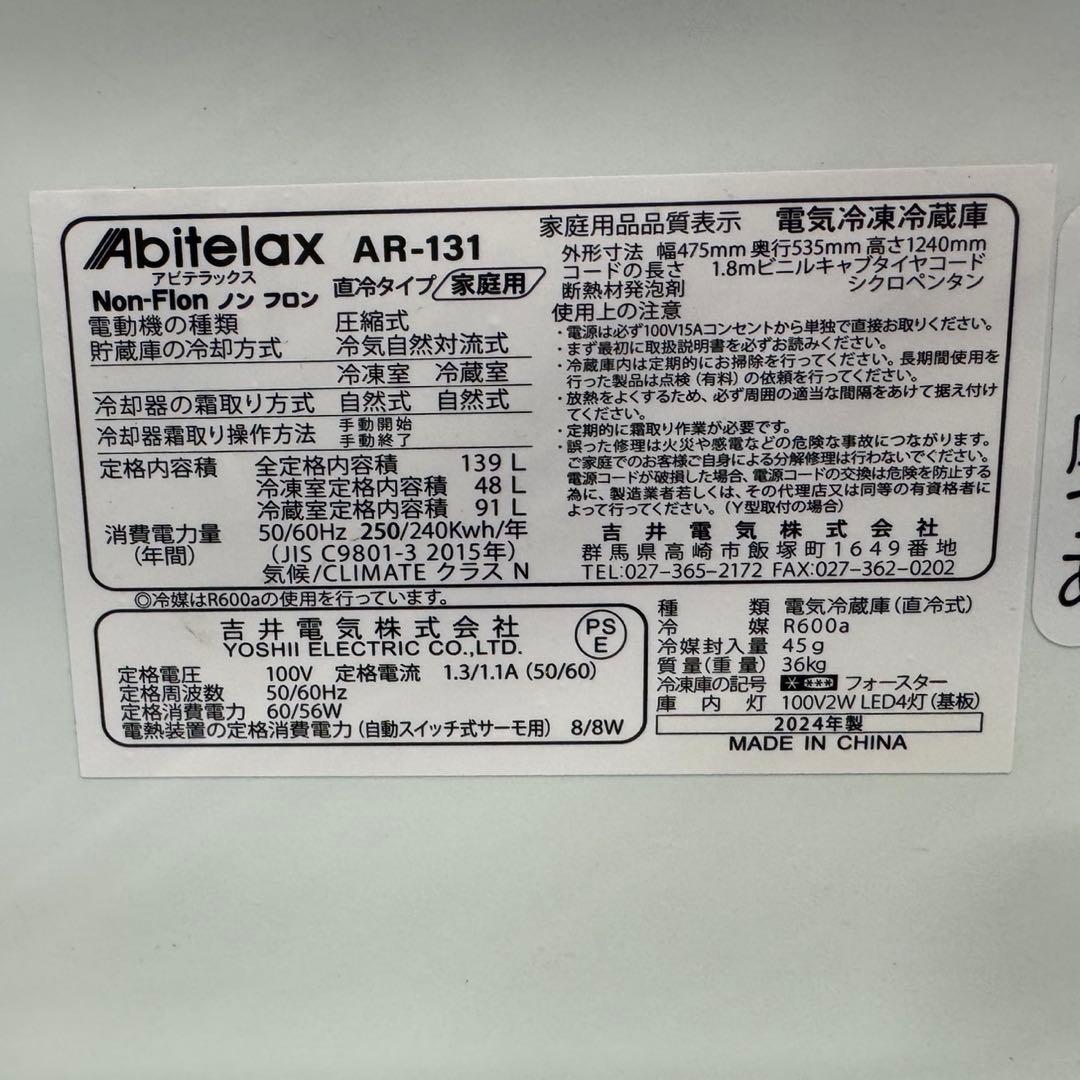 Abitelax AR-131
アビテラックス
Non-Flon ノン フロン 直冷タイプ 家庭用
電動機の種類 圧縮式
貯蔵庫の冷却方式 冷気自然対流式
冷凍室 冷蔵室
冷却器の霜取り方式 自然式 自然式
冷却器霜取り操作方法 手動開始
手動終了
定格内容積 全定格内容積 139 L
冷凍室定格内容積 48 L
冷蔵室定格内容積 91 L
消費電力量 50/60Hz 250/240Kwh/年
(年間) (JIS C9801-3 2015年)
気候/CLIMATE クラス N
家庭用品品質表示 電気冷凍冷蔵庫
外形寸法 幅475mm 奥行535mm 高さ1240mm
コードの長さ 1.8mビニルキャブタイヤコード
断熱材発泡剤 シクロペンタン
使用上の注意
・電源は必ず100V15Aコンセントから単独で直接お取りください。
・まず最初に取扱説明書を必ずお読みください。
・冷蔵庫内は定期的にお掃除を行ってください。長期間使用を
行った製品は点検(有料)の依頼を行ってください。
・放熱をよくするため、必ず周囲の適当な間隔をあけて据え付け
てください。
・定期的に霜取り作業が必要です。
・誤った修理は火災や感電などの危険な事故につながります。
ご家庭でのお客様ご自身による分解修理は行わないでください。
電源コードが破損した場合、電源コードの交換は危険を防止する
為に、製造業者若しくは、その代理店又は同等の有資格者に
よって行ってください。(Y型取付の場合)
吉井電気株式会社
群馬県高崎市飯塚町1649番地
TEL:027-365-2172 FAX:027-362-0202
◎冷媒はR600aの使用を行っています。
吉井電気株式会社
YOSHII ELECTRIC CO.,LTD.
PS
E
定格電圧 100V 定格電流 1.3/1.1A (50/60)
定格周波数 50/60Hz
定格消費電力 60/56W
電熱装置の定格消費電力(自動スイッチ式サーモ用) 8/8W
種類 電気冷蔵庫(直冷式)
冷媒 R600a
冷媒封入量 45g
質量(重量) 36kg
冷凍庫の記号 フォースター
庫内灯 100V2W LED4灯(基板)
2024年製
MADE IN CHINA